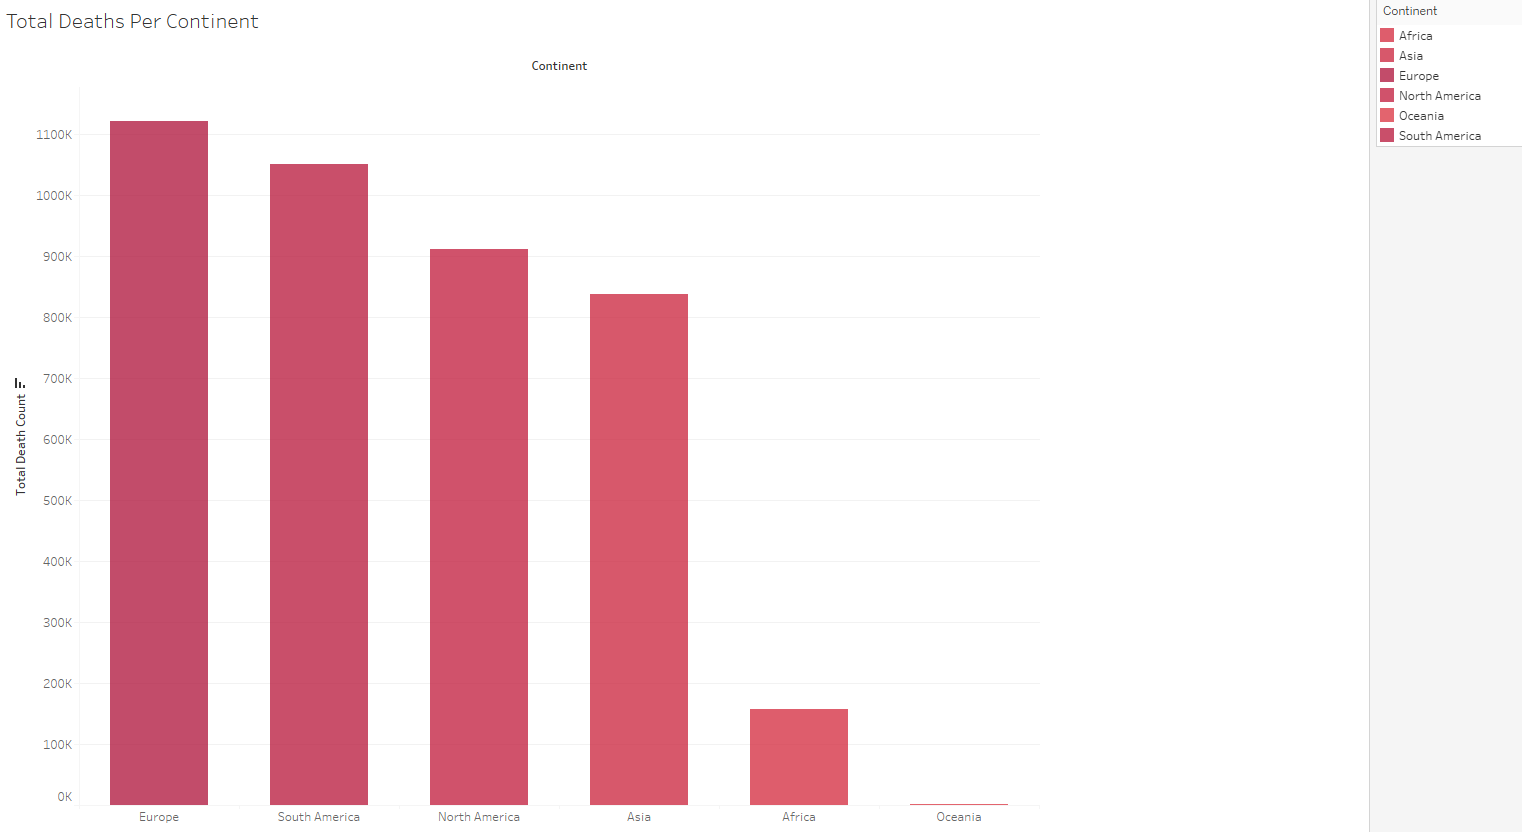 Total Deaths Per Continent
Continent
1100K
1000K
900K
800K
700K
600K
500K
400K
300K
200K
100K
0K
Total Death Count
Europe South America North America Asia Africa Oceania
Continent
Africa
Asia
Europe
North America
Oceania
South America